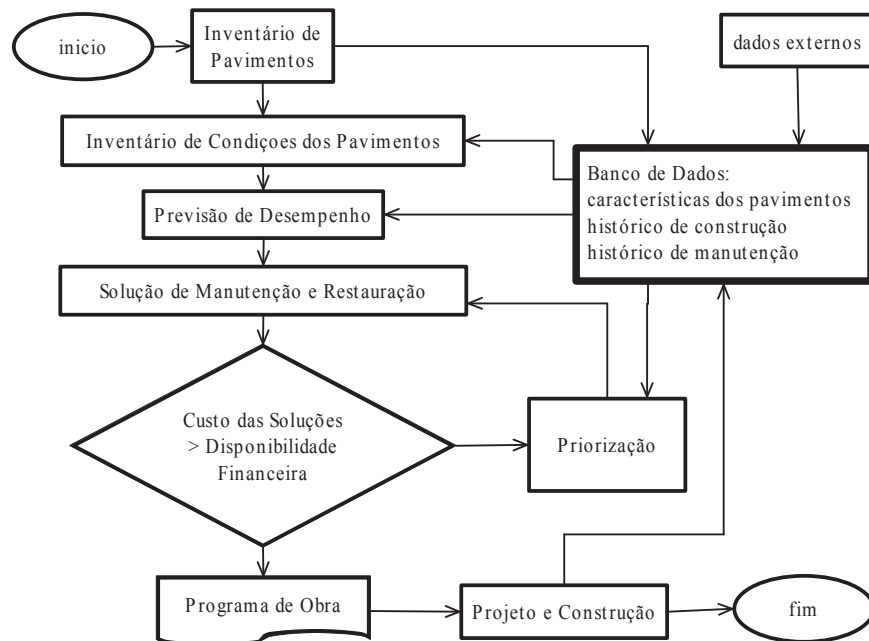 inicio
Inventário de
Pavimentos
dados externos
Inventário de Condiçoes dos Pavimentos
Banco de Dados:
características dos pavimentos
histórico de construção
histórico de manutenção
Previsão de Desempenho
Solução de Manutenção e Restauração
Custo das Soluções
> Disponibilidade
Financeira
Priorização
Programa de Obra
Projeto e Construção
fim